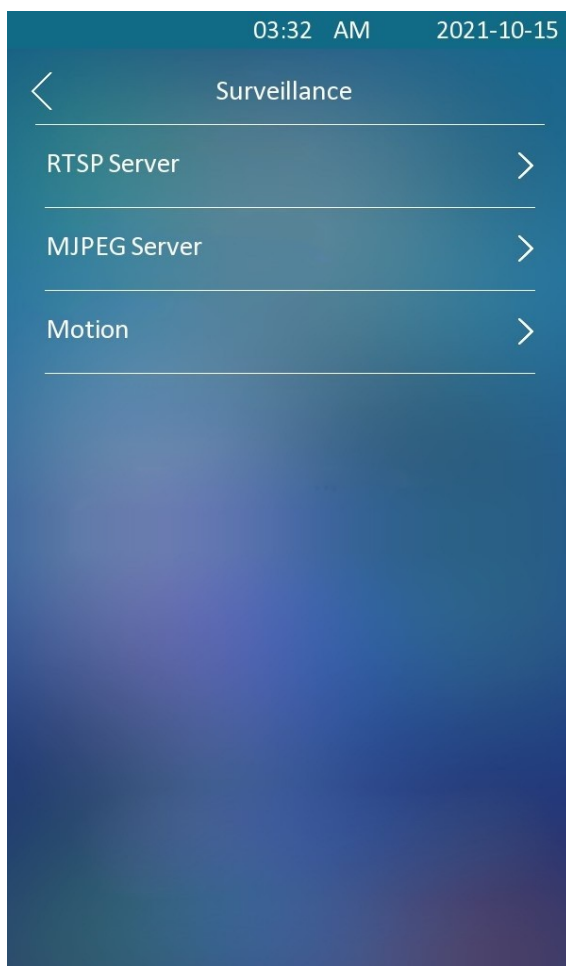 03:32 AM 2021-10-15
Surveillance
RTSP Server
MJPEG Server
Motion